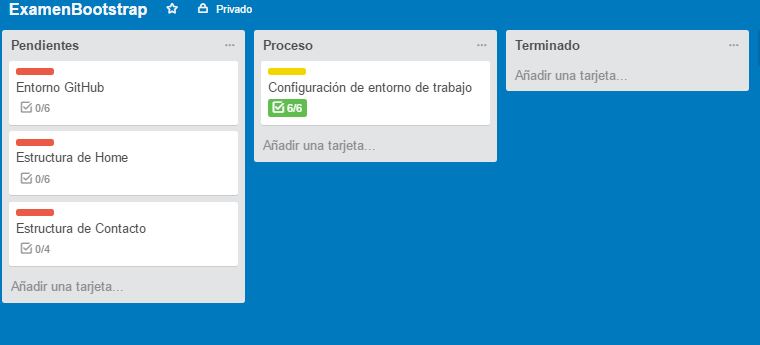 ExamenBootstrap Privado
Pendientes
Entorno GitHub
0/6
Estructura de Home
0/6
Estructura de Contacto
0/4
Añadir una tarjeta...
Proceso
Configuración de entorno de trabajo
6/6
Añadir una tarjeta...
Terminado
Añadir una tarjeta...